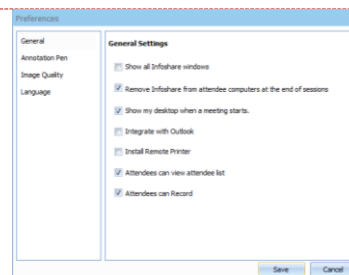 Preferences
General
Annotation Pen
Image Quality
Language
General Settings
Show all Infoshare windows
Remove Infoshare from attendee computers at the end of sessions
Show my desktop when a meeting starts.
Integrate with Outlook
Install Remote Printer
Attendees can view attendee list
Attendees can Record
Save
Cancel